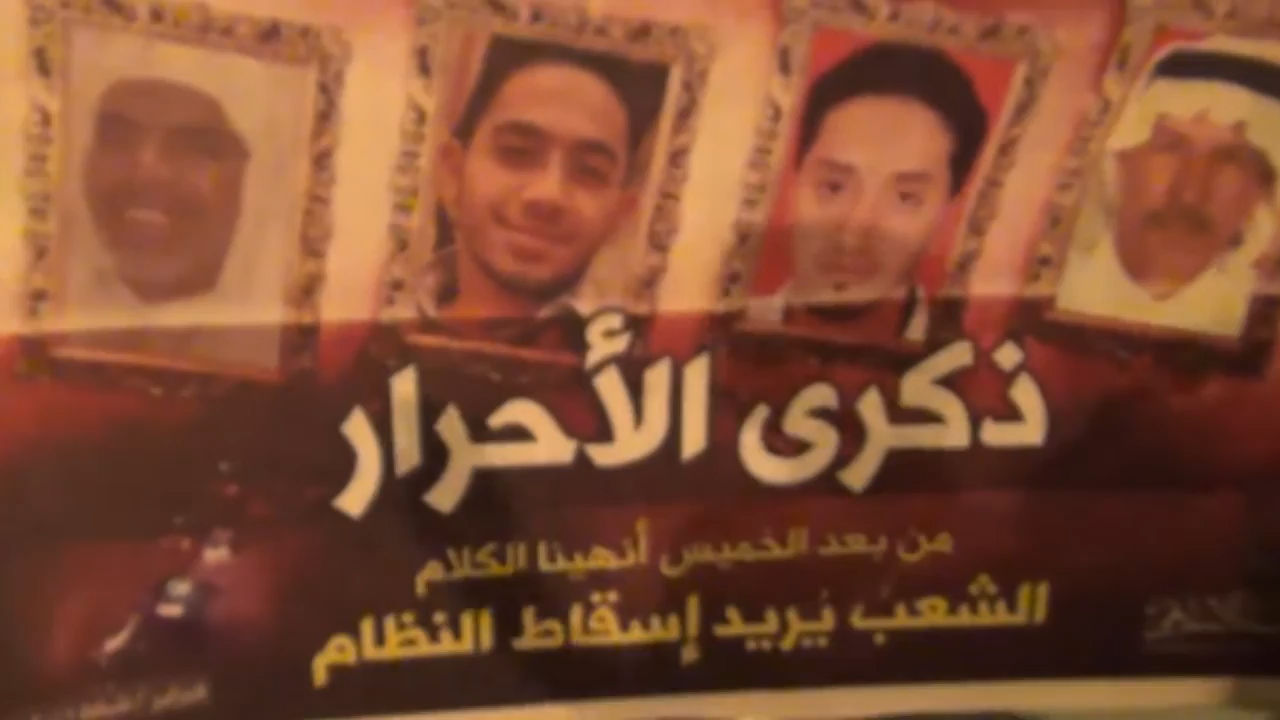 ذكرى الأحرار
من بعد الخميس أنهينا الكلام
الشعب يريد إسقاط النظام